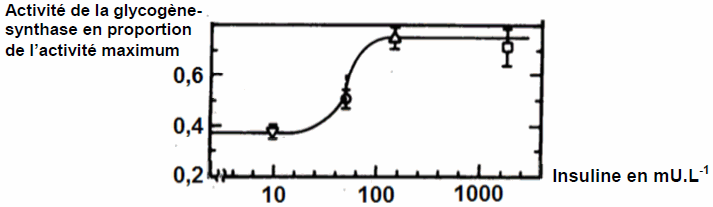 Activité de la glycogène-
synthase en proportion
de l'activité maximum
0,6
0,4
0,2
10 100 1000 Insuline en mU.L-1